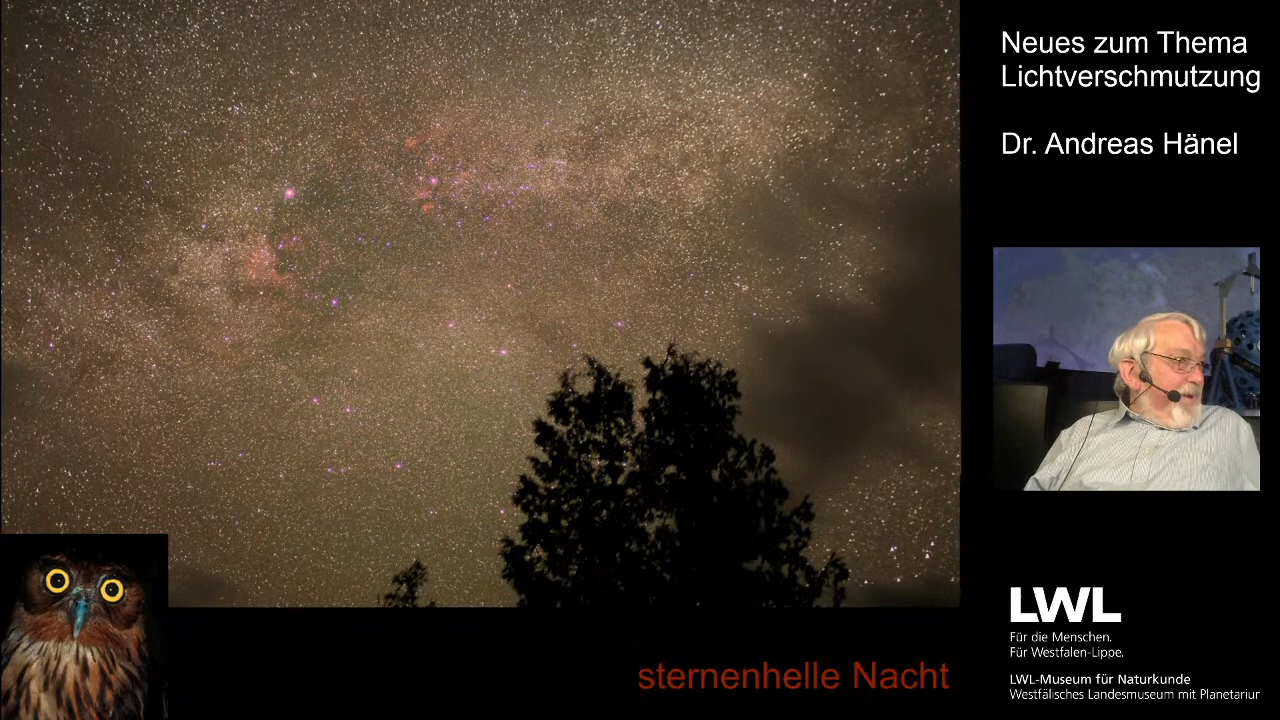 Neues zum Thema
Lichtverschmutzung
Dr. Andreas Hänel
LWL
Für die Menschen.
Für Westfalen-Lippe.
LWL-Museum für Naturkunde
Westfälisches Landesmuseum mit Planetariur
sternenhelle Nacht